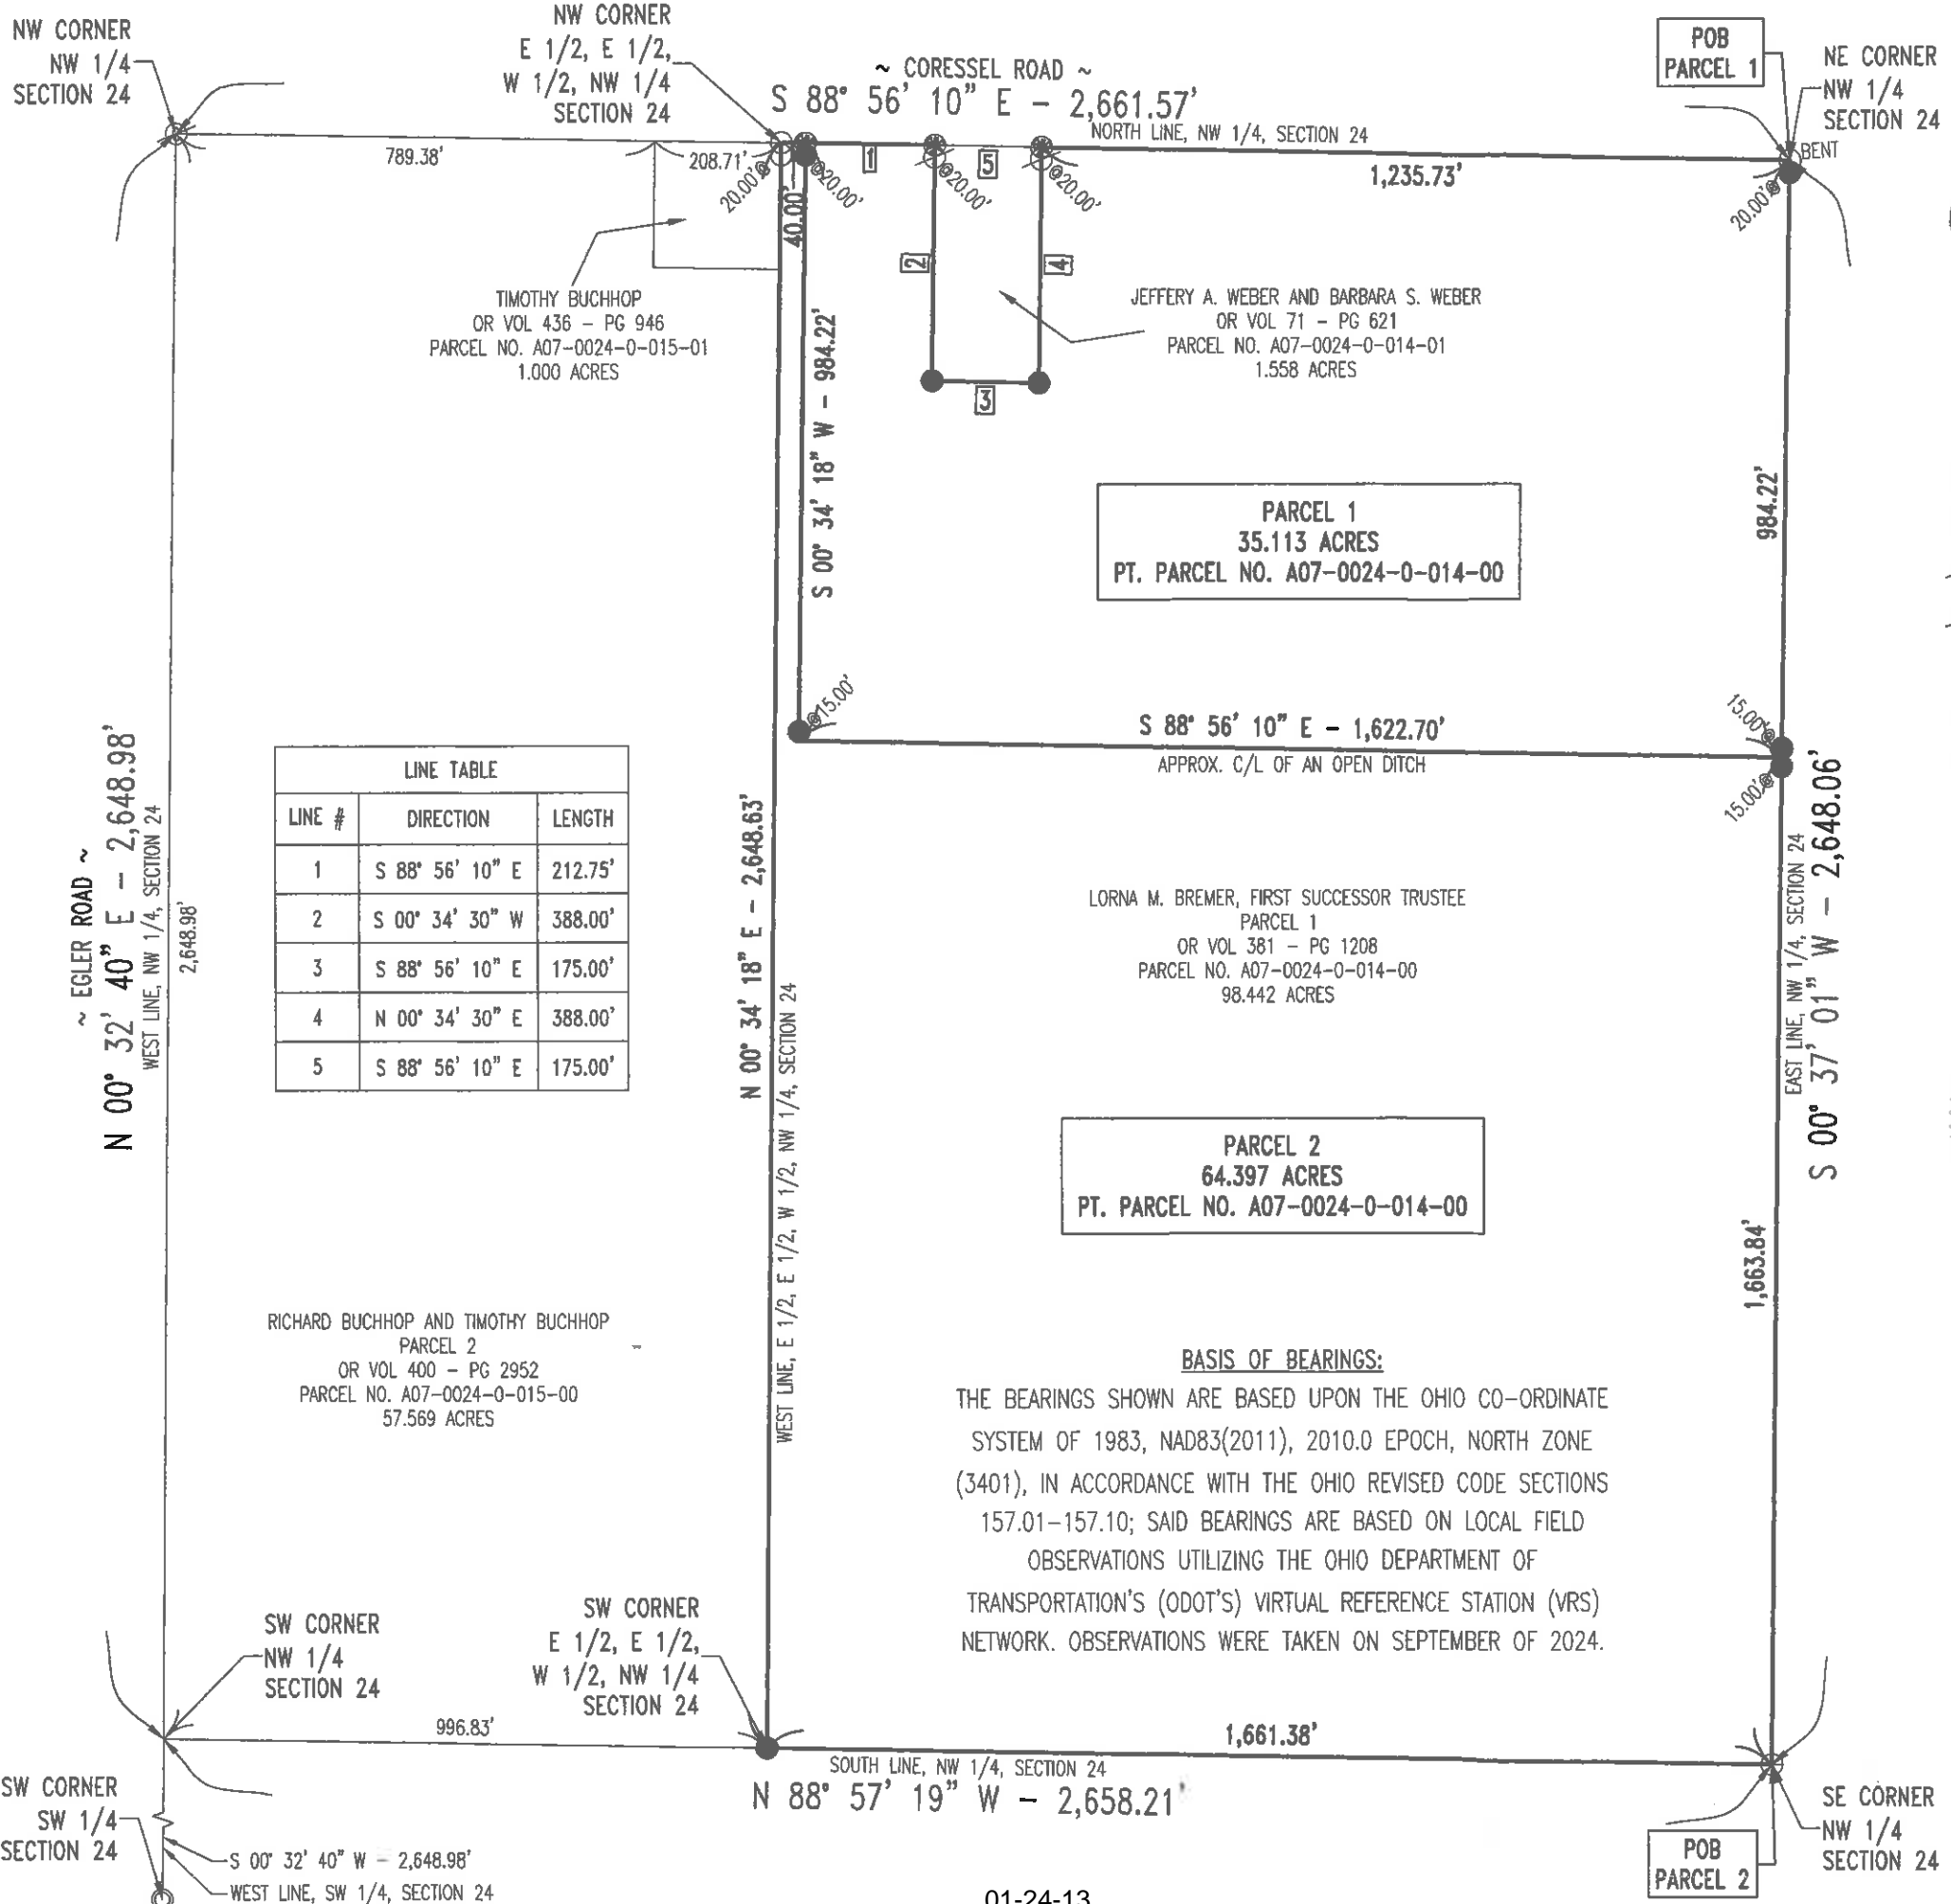 NW CORNER
NW 1/4
SECTION 24
NW CORNER
E 1/2, E 1/2,
W 1/2, NW 1/4
SECTION 24
~ CORESSEL ROAD ~
S 88° 56' 10" E - 2,661.57'
NORTH LINE, NW 1/4, SECTION 24
POB
PARCEL 1
NE CORNER
NW 1/4
SECTION 24
BENT
789.38'
208.71'
20.00'@
40.00'
@20.00'
1
@20.00'
5
@20.00'
1,235.73'
20.00'@
2
4
3
TIMOTHY BUCHHOP
OR VOL 436 - PG 946
PARCEL NO. A07-0024-0-015-01
1.000 ACRES
JEFFERY A. WEBER AND BARBARA S. WEBER
OR VOL 71 - PG 621
PARCEL NO. A07-0024-0-014-01
1.558 ACRES
S 00° 34' 18" W - 984.22'
PARCEL 1
35.113 ACRES
PT. PARCEL NO. A07-0024-0-014-00
984.22'
@15.00'
S 88° 56' 10" E - 1,622.70'
APPROX. C/L OF AN OPEN DITCH
15.00'@
15.00'@
~ EGLER ROAD ~
N 00° 32' 40" E - 2,648.98'
WEST LINE, NW 1/4, SECTION 24
2,648.98'
LINE TABLE
LINE # DIRECTION LENGTH
1 S 88° 56' 10" E 212.75'
2 S 00° 34' 30" W 388.00'
3 S 88° 56' 10" E 175.00'
4 N 00° 34' 30" E 388.00'
5 S 88° 56' 10" E 175.00'
N 00° 34' 18" E - 2,648.63'
WEST LINE, E 1/2, E 1/2, W 1/2, NW 1/4, SECTION 24
LORNA M. BREMER, FIRST SUCCESSOR TRUSTEE
PARCEL 1
OR VOL 381 - PG 1208
PARCEL NO. A07-0024-0-014-00
98.442 ACRES
EAST LINE, NW 1/4, SECTION 24
S 00° 37' 01" W - 2,648.06'
PARCEL 2
64.397 ACRES
PT. PARCEL NO. A07-0024-0-014-00
1,663.84'
RICHARD BUCHHOP AND TIMOTHY BUCHHOP
PARCEL 2
OR VOL 400 - PG 2952
PARCEL NO. A07-0024-0-015-00
57.569 ACRES
BASIS OF BEARINGS:
THE BEARINGS SHOWN ARE BASED UPON THE OHIO CO-ORDINATE
SYSTEM OF 1983, NAD83(2011), 2010.0 EPOCH, NORTH ZONE
(3401), IN ACCORDANCE WITH THE OHIO REVISED CODE SECTIONS
157.01-157.10; SAID BEARINGS ARE BASED ON LOCAL FIELD
OBSERVATIONS UTILIZING THE OHIO DEPARTMENT OF
TRANSPORTATION'S (ODOT'S) VIRTUAL REFERENCE STATION (VRS)
NETWORK. OBSERVATIONS WERE TAKEN ON SEPTEMBER OF 2024.
SW CORNER
NW 1/4
SECTION 24
SW CORNER
E 1/2, E 1/2,
W 1/2, NW 1/4
SECTION 24
996.83'
1,661.38'
SOUTH LINE, NW 1/4, SECTION 24
N 88° 57' 19" W - 2,658.21'
SW CORNER
SW 1/4
SECTION 24
S 00° 32' 40" W - 2,648.98'
WEST LINE, SW 1/4, SECTION 24
POB
PARCEL 2
SE CORNER
NW 1/4
SECTION 24
01-24-13